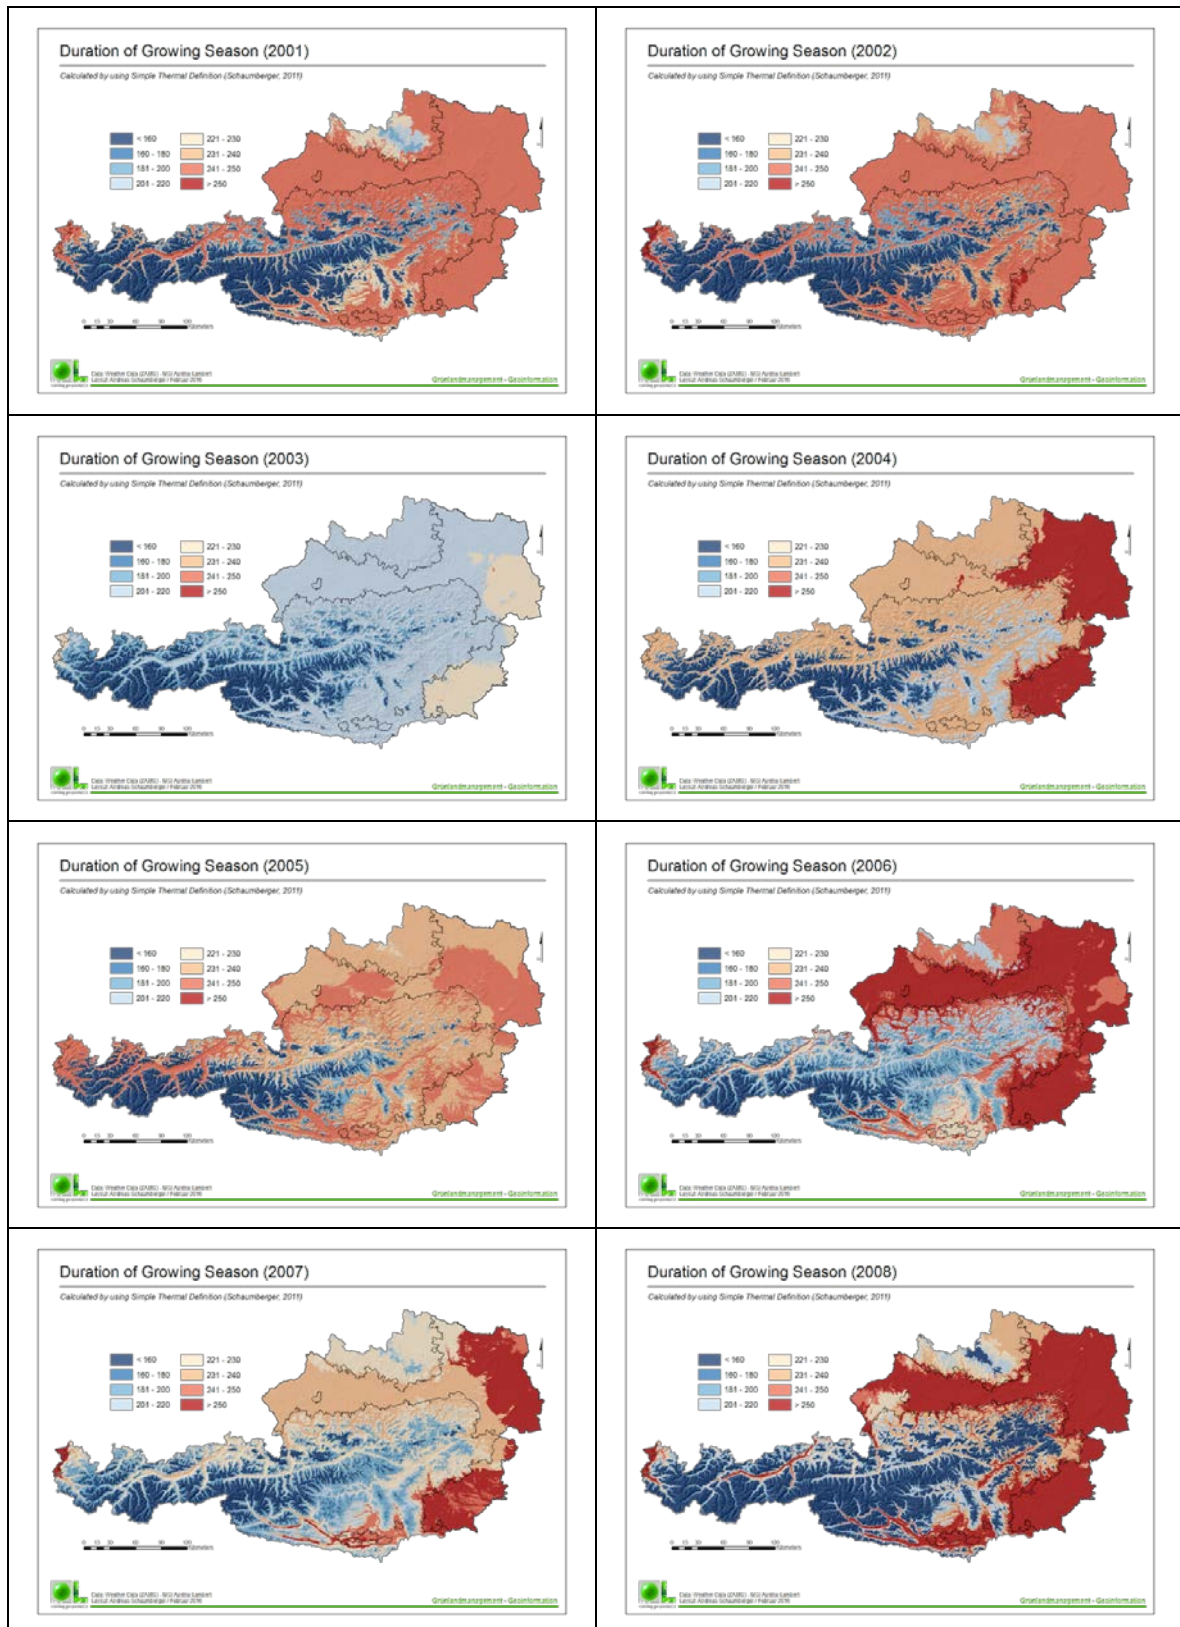 Duration of Growing Season (2001)
Calculated by using Simple Thermal Definition (Schaumberger, 2011)
< 160
221 - 230
160 - 180
231 - 240
181 - 200
241 - 250
201 - 220
> 250
Gruenlandmanagement - Geoinformation
Duration of Growing Season (2002)
Calculated by using Simple Thermal Definition (Schaumberger, 2011)
< 160
221 - 230
160 - 180
231 - 240
181 - 200
241 - 250
201 - 220
> 250
Gruenlandmanagement - Geoinformation
Duration of Growing Season (2003)
Calculated by using Simple Thermal Definition (Schaumberger, 2011)
< 160
221 - 230
160 - 180
231 - 240
181 - 200
241 - 250
201 - 220
> 250
Gruenlandmanagement - Geoinformation
Duration of Growing Season (2004)
Calculated by using Simple Thermal Definition (Schaumberger, 2011)
< 160
221 - 230
160 - 180
231 - 240
181 - 200
241 - 250
201 - 220
> 250
Gruenlandmanagement - Geoinformation
Duration of Growing Season (2005)
Calculated by using Simple Thermal Definition (Schaumberger, 2011)
< 160
221 - 230
160 - 180
231 - 240
181 - 200
241 - 250
201 - 220
> 250
Gruenlandmanagement - Geoinformation
Duration of Growing Season (2006)
Calculated by using Simple Thermal Definition (Schaumberger, 2011)
< 160
221 - 230
160 - 180
231 - 240
181 - 200
241 - 250
201 - 220
> 250
Gruenlandmanagement - Geoinformation
Duration of Growing Season (2007)
Calculated by using Simple Thermal Definition (Schaumberger, 2011)
< 160
221 - 230
160 - 180
231 - 240
181 - 200
241 - 250
201 - 220
> 250
Gruenlandmanagement - Geoinformation
Duration of Growing Season (2008)
Calculated by using Simple Thermal Definition (Schaumberger, 2011)
< 160
221 - 230
160 - 180
231 - 240
181 - 200
241 - 250
201 - 220
> 250
Gruenlandmanagement - Geoinformation